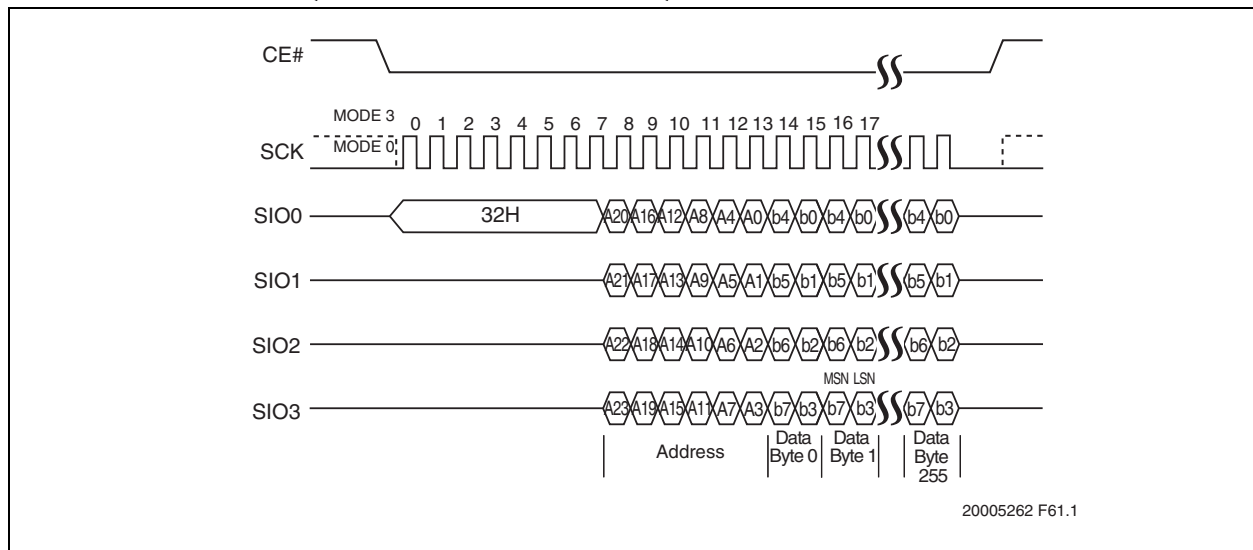 CE#
MODE 3
0 1 2 3 4 5 6 7 8 9 10 11 12 13 14 15 16 17
SCK
MODE 0
SIO0
32H
A20 A16 A12 A8 A4 A0 b4 b0 b4 b0 b4 b0
SIO1
A21 A17 A13 A9 A5 A1 b5 b1 b5 b1 b5 b1
SIO2
A22 A18 A14 A10 A6 A2 b6 b2 b6 b2 b6 b2
MSN LSN
SIO3
A23 A19 A15 A11 A7 A3 b7 b3 b7 b3 b7 b3
Address
Data
Byte 0
Data
Byte 1
Data
Byte
255
20005262 F61.1